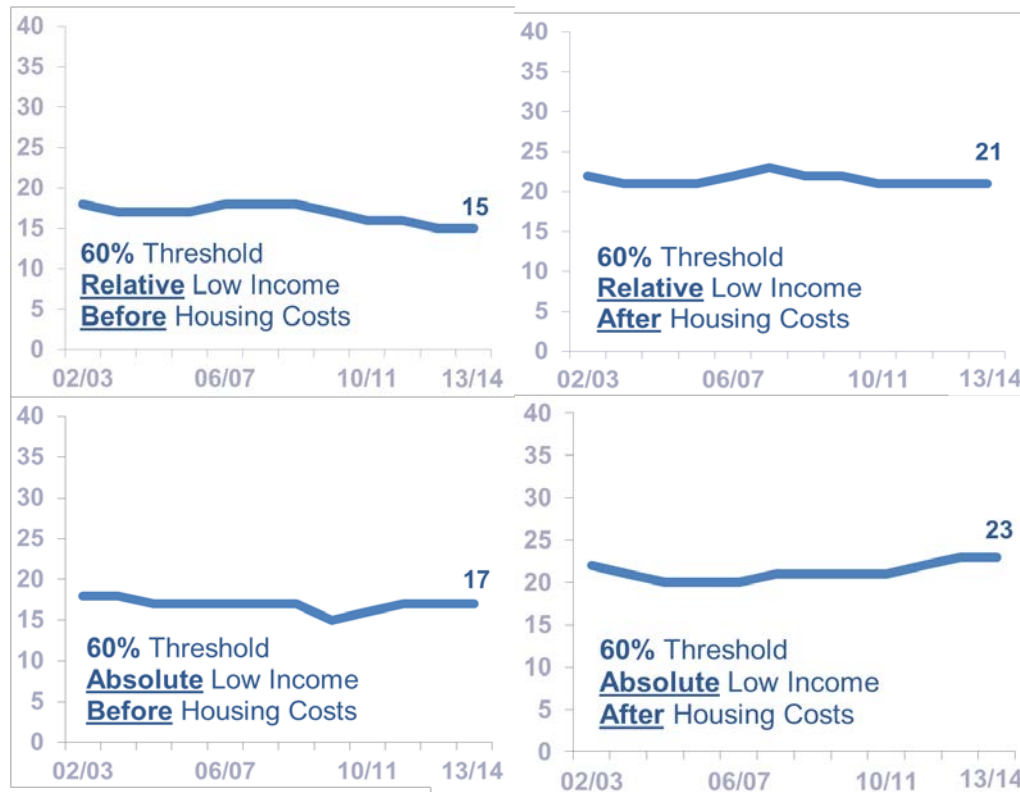 40
35
30
25
20
15
10
5
0
15
60% Threshold
Relative Low Income
Before Housing Costs
02/03 06/07 10/11 13/14
40
35
30
25
20
15
10
5
0
21
60% Threshold
Relative Low Income
After Housing Costs
02/03 06/07 10/11 13/14
40
35
30
25
20
15
10
5
0
17
60% Threshold
Absolute Low Income
Before Housing Costs
02/03 06/07 10/11 13/14
40
35
30
25
20
15
10
5
0
23
60% Threshold
Absolute Low Income
After Housing Costs
02/03 06/07 10/11 13/14